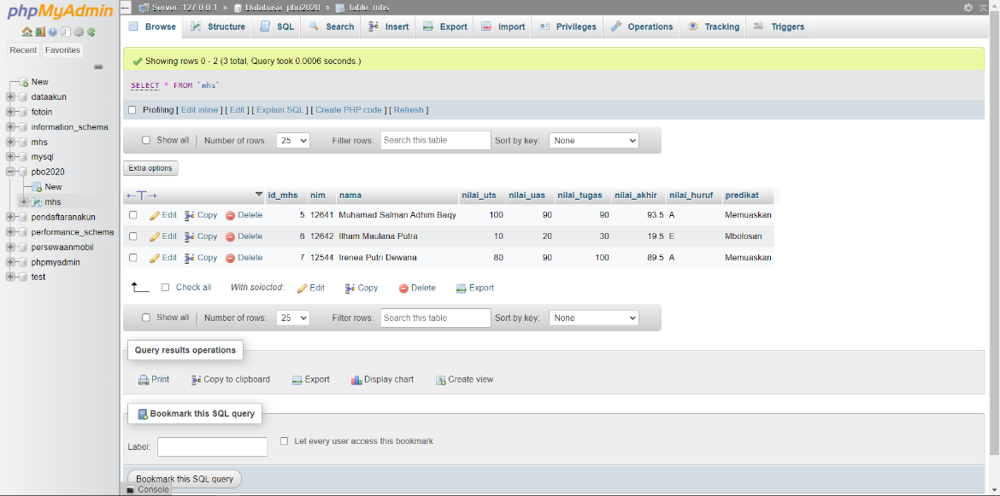 phpMyAdmin
Recent Favorites
New
dataakun
fotoin
information_schema
mhs
mysql
pbo2020
New
mhs
pendaftaranakun
performance_schema
persewaanmobil
phpmyadmin
test
Server: 127.0.0.1 » Database: pbo2020 » Table: mhs
Browse Structure SQL Search Insert Export Import Privileges Operations Tracking Triggers
Showing rows 0 - 2 (3 total, Query took 0.0006 seconds.)
SELECT * FROM `mhs`
Profiling [ Edit inline ] [ Edit ] [ Explain SQL ] [ Create PHP code ] [ Refresh ]
Show all | Number of rows: 25 Filter rows: Search this table Sort by key: None
Extra options
←T→ id_mhs nim nama nilai_uts nilai_uas nilai_tugas nilai_akhir nilai_huruf predikat
Edit Copy Delete 5 12641 Muhamad Salman Adhim Baqy 100 90 90 93.5 A Memuaskan
Edit Copy Delete 6 12642 Ilham Maulana Putra 10 20 30 19.5 E Mbolosan
Edit Copy Delete 7 12544 Irenea Putri Dewana 80 90 100 89.5 A Memuaskan
Check all With selected: Edit Copy Delete Export
Show all | Number of rows: 25 Filter rows: Search this table Sort by key: None
Query results operations
Print Copy to clipboard Export Display chart Create view
Bookmark this SQL query
Label: Let every user access this bookmark
Bookmark this SQL query
Console